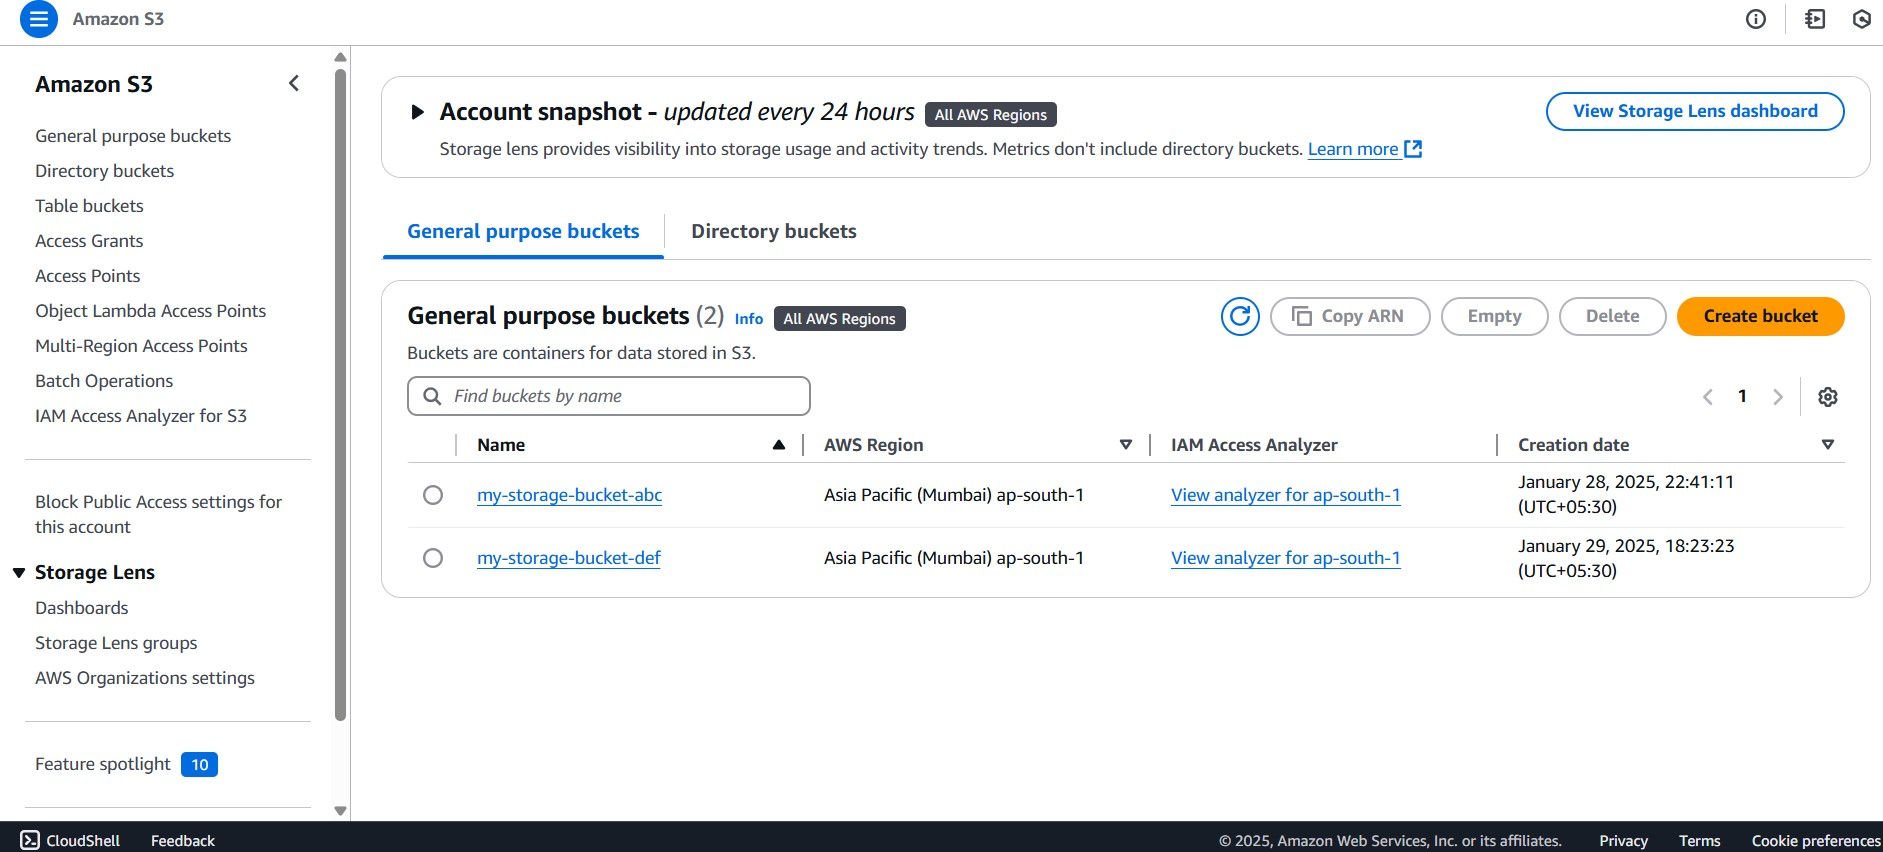 Amazon S3
Amazon S3
General purpose buckets
Directory buckets
Table buckets
Access Grants
Access Points
Object Lambda Access Points
Multi-Region Access Points
Batch Operations
IAM Access Analyzer for S3
Block Public Access settings for
this account
Storage Lens
Dashboards
Storage Lens groups
AWS Organizations settings
Feature spotlight 10
Account snapshot - updated every 24 hours All AWS Regions
View Storage Lens dashboard
Storage lens provides visibility into storage usage and activity trends. Metrics don't include directory buckets. Learn more
General purpose buckets Directory buckets
General purpose buckets (2) Info All AWS Regions
Copy ARN Empty Delete Create bucket
Buckets are containers for data stored in S3.
Find buckets by name
1
Name AWS Region IAM Access Analyzer Creation date
my-storage-bucket-abc Asia Pacific (Mumbai) ap-south-1 View analyzer for ap-south-1 January 28, 2025, 22:41:11
(UTC+05:30)
my-storage-bucket-def Asia Pacific (Mumbai) ap-south-1 View analyzer for ap-south-1 January 29, 2025, 18:23:23
(UTC+05:30)
CloudShell Feedback © 2025, Amazon Web Services, Inc. or its affiliates. Privacy Terms Cookie preferences